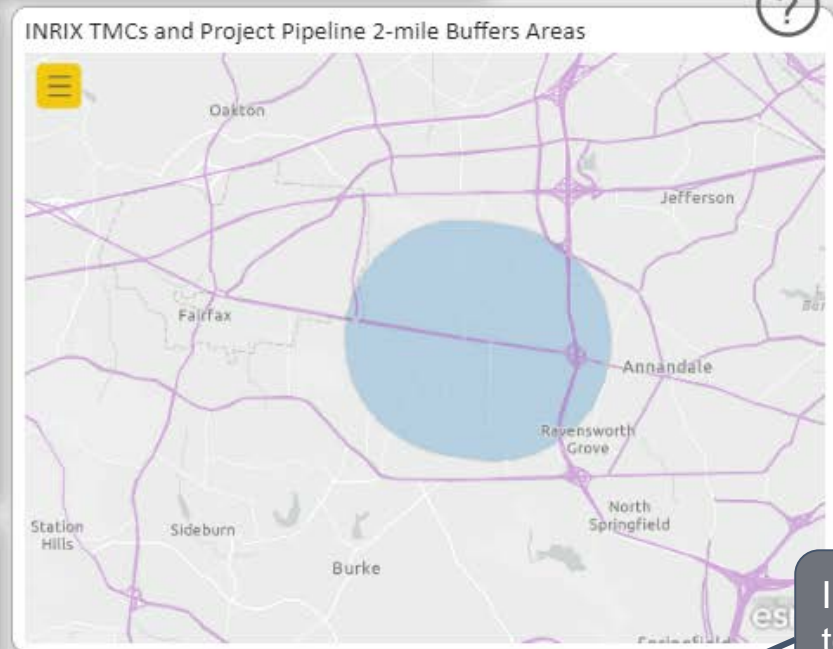 ?
INRIX TMCs and Project Pipeline 2-mile Buffers Areas
Oakton
Jefferson
Fairfax
Annandale
Ravensworth
Grove
North
Springfield
Station
Hills
Sideburn
Burke